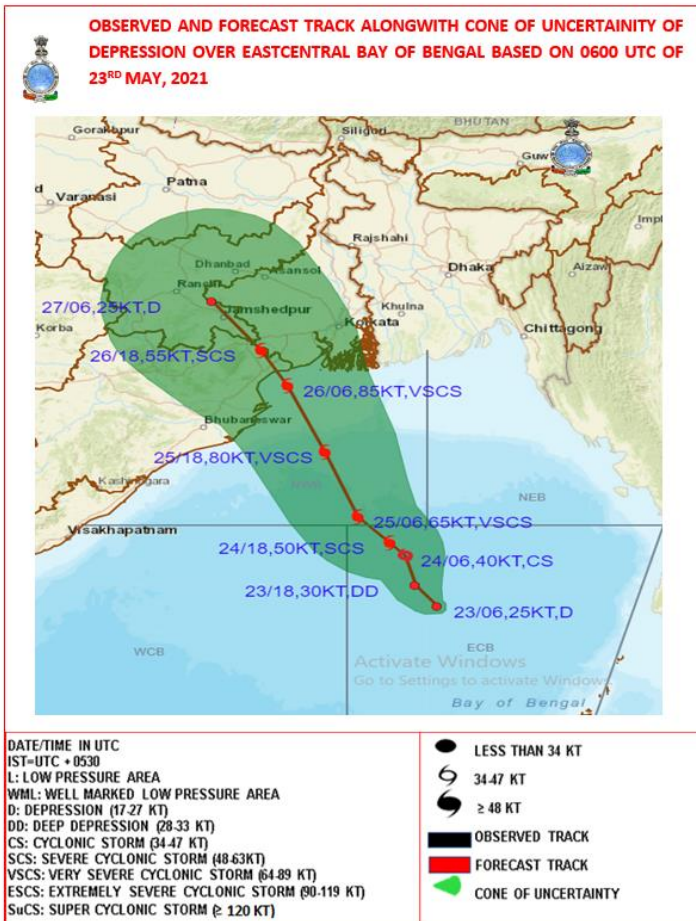 OBSERVED AND FORECAST TRACK ALONGWITH CONE OF UNCERTAINITY OF
DEPRESSION OVER EASTCENTRAL BAY OF BENGAL BASED ON 0600 UTC OF
23RD MAY, 2021
BHUTAN
Gorakpur
Siliguri
Guw
Patna
Varanasi
Impl
Rajshahi
Dhanbad
Asansol
Dhaka
Aizaw
Ranchi
27/06,25KT,D
Jamshedpur
Khulna
Korba
Kolkata
Chittagong
26/18,55KT,SCS
26/06,85KT,VSCS
Bhubaneswar
25/18,80KT,VSCS
NEB
25/06,65KT,VSCS
Visakhapatnam
24/18,50KT,SCS
24/06,40KT,CS
23/18,30KT,DD
23/06,25KT,D
WCB
ECB
Activate Windows
Go to Settings to activate Windows.
Bay of Bengal
DATE/TIME IN UTC
IST=UTC + 0530
L: LOW PRESSURE AREA
WML: WELL MARKED LOW PRESSURE AREA
D: DEPRESSION (17-27 KT)
DD: DEEP DEPRESSION (28-33 KT)
CS: CYCLONIC STORM (34-47 KT)
SCS: SEVERE CYCLONIC STORM (48-63KT)
VSCS: VERY SEVERE CYCLONIC STORM (64-89 KT)
ESCS: EXTREMELY SEVERE CYCLONIC STORM (90-119 KT)
SuCS: SUPER CYCLONIC STORM (≥ 120 KT)
LESS THAN 34 KT
34-47 KT
≥ 48 KT
OBSERVED TRACK
FORECAST TRACK
CONE OF UNCERTAINTY